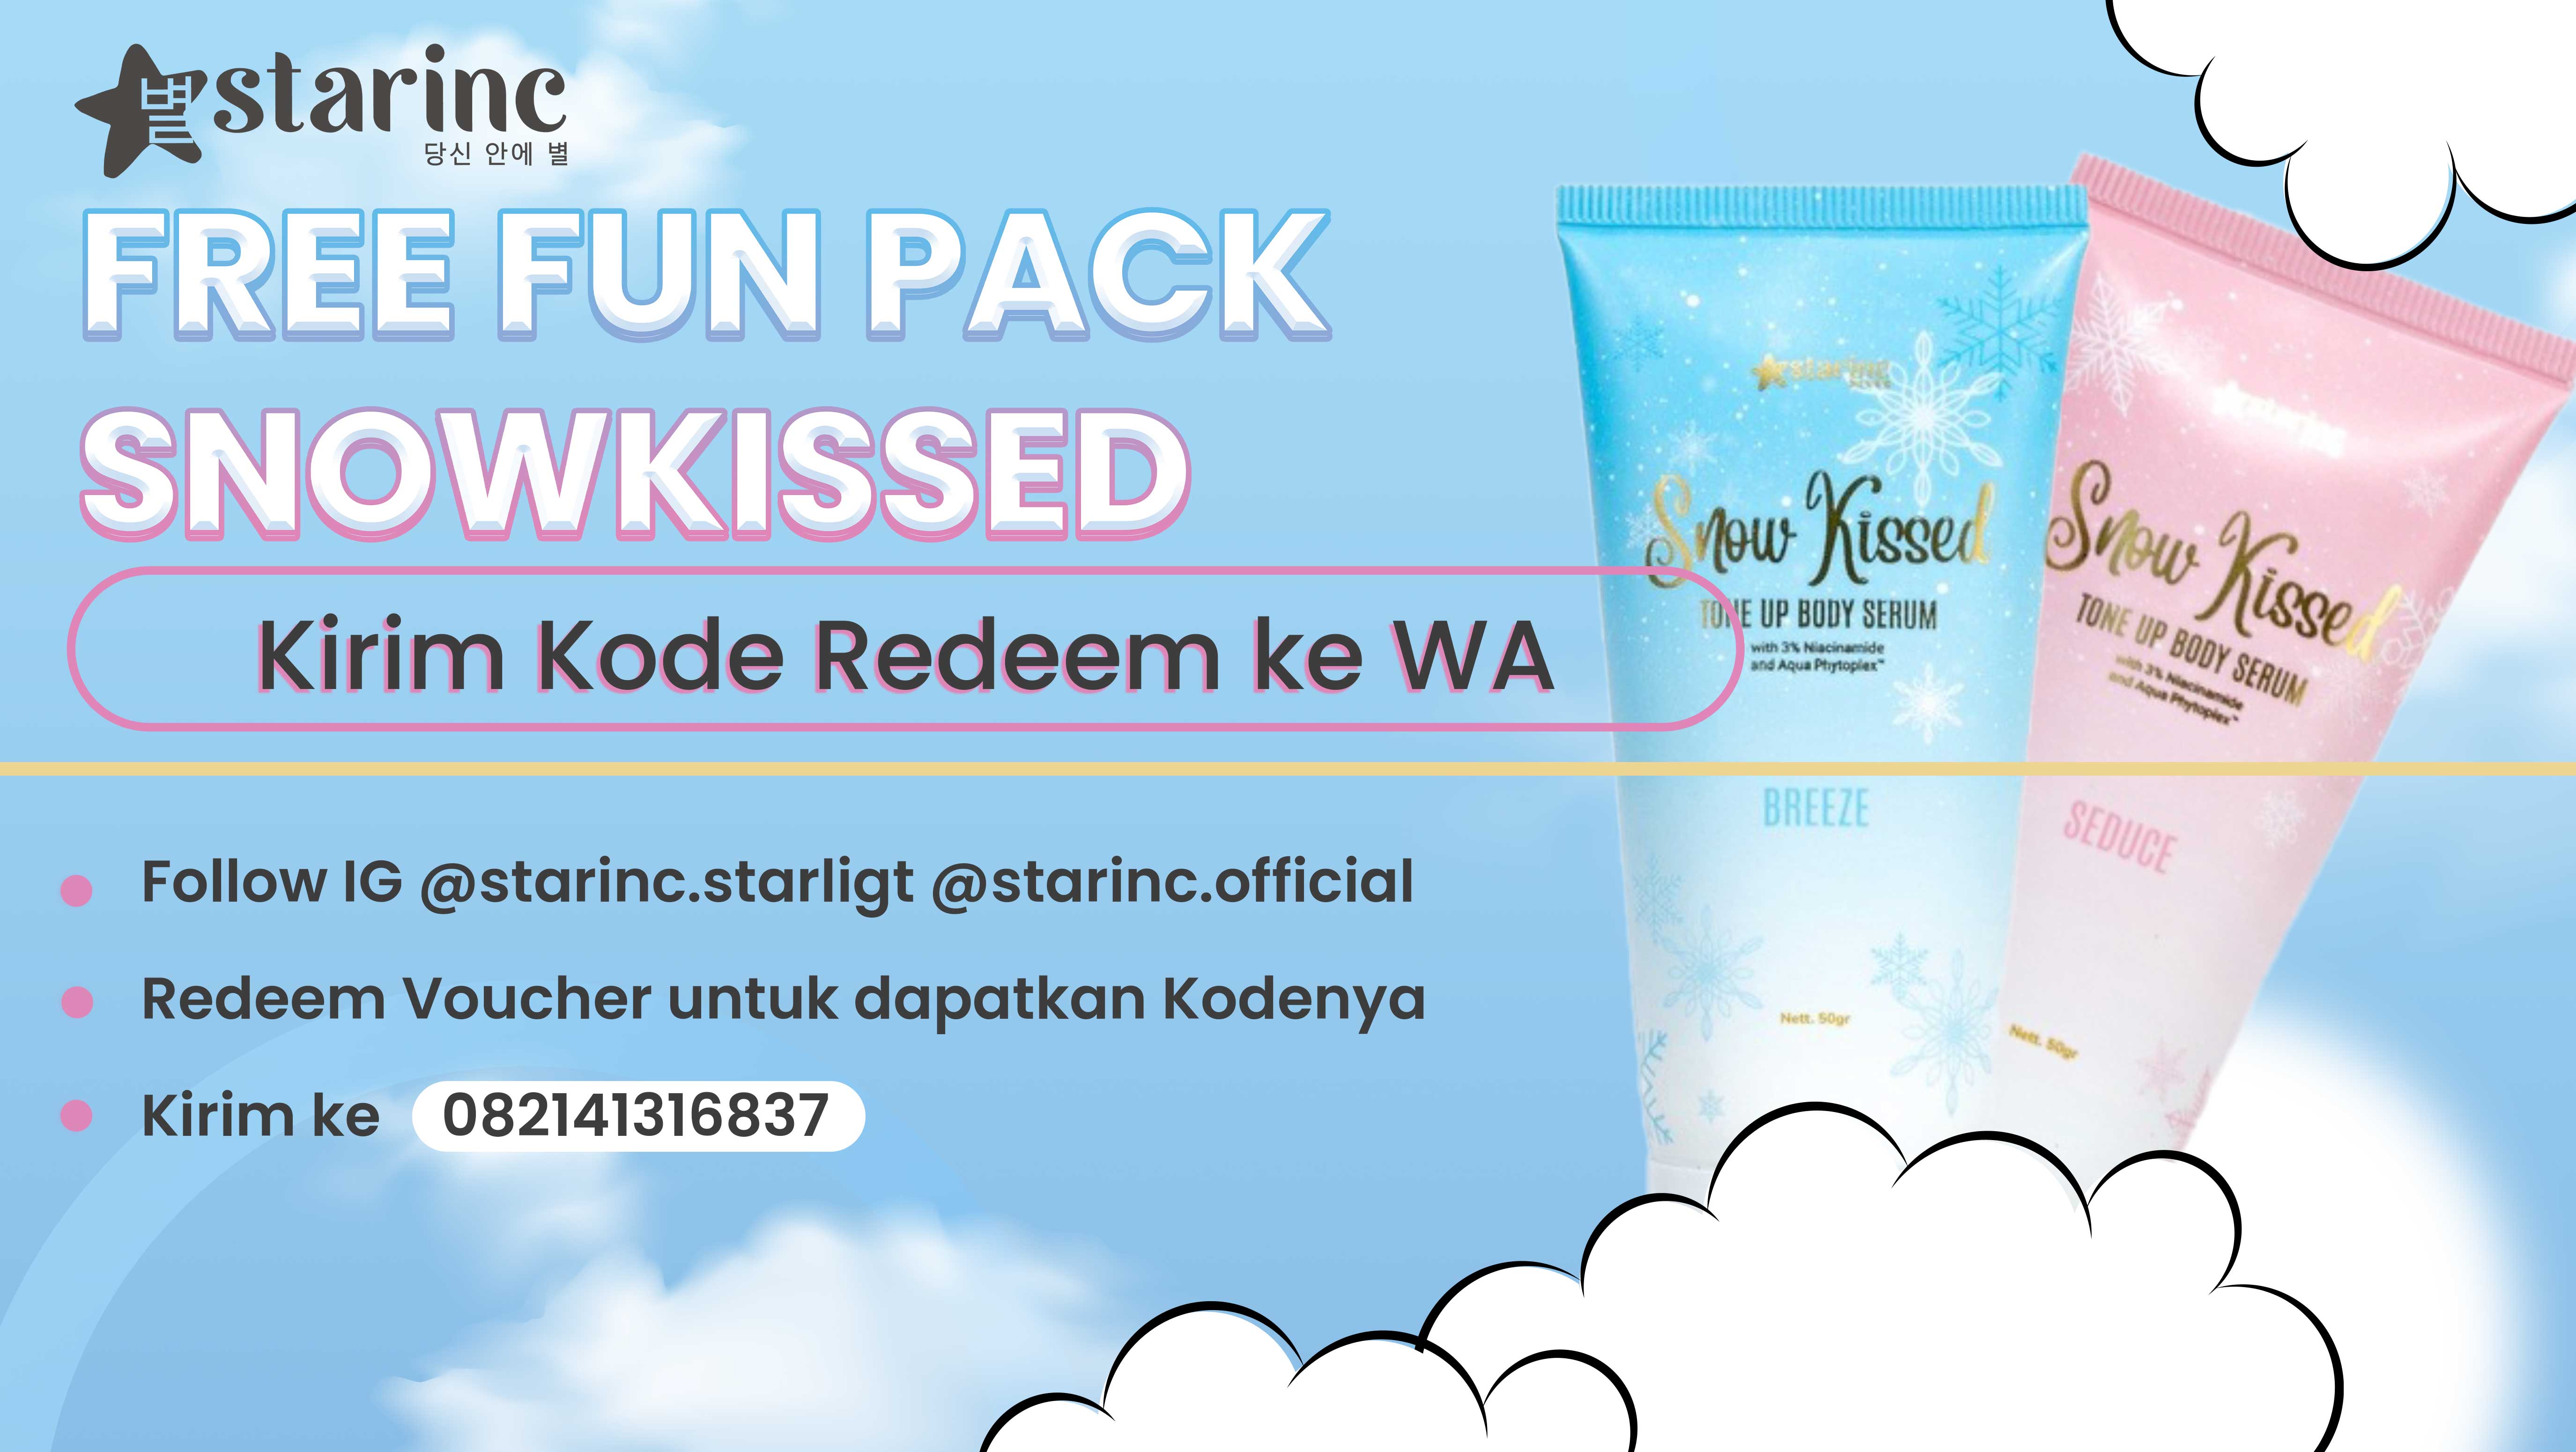 별 starinc
당신 안에 별
FREE FUN PACK
SNOWKISSED
Kirim Kode Redeem ke WA
Follow IG @starinc.starligt @starinc.official
Redeem Voucher untuk dapatkan Kodenya
Kirim ke 082141316837
starinc
Snow Kissed
TONE UP BODY SERUM
with 3% Niacinamide
and Aqua Phytoplex™
BREEZE
Nett. 50gr
starinc
Snow Kissed
TONE UP BODY SERUM
with 3% Niacinamide
and Aqua Phytoplex™
SEDUCE
Nett. 50gr